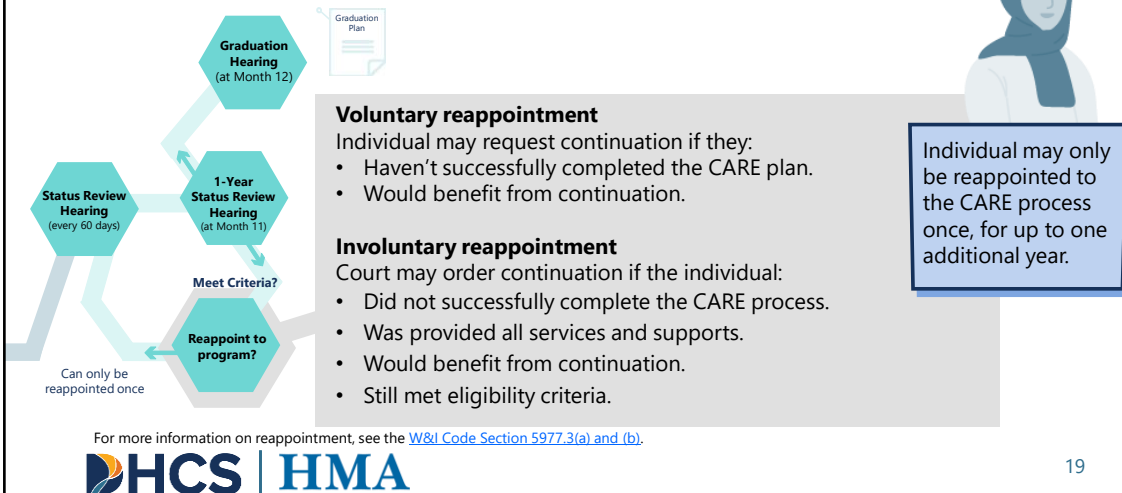 Graduation
Plan
Graduation
Hearing
(at Month 12)
Status Review
Hearing
(every 60 days)
1-Year
Status Review
Hearing
(at Month 11)
Meet Criteria?
Reappoint to
program?
Can only be
reappointed once
Voluntary reappointment
Individual may request continuation if they:
• Haven’t successfully completed the CARE plan.
• Would benefit from continuation.
Involuntary reappointment
Court may order continuation if the individual:
• Did not successfully complete the CARE process.
• Was provided all services and supports.
• Would benefit from continuation.
• Still met eligibility criteria.
Individual may only
be reappointed to
the CARE process
once, for up to one
additional year.
For more information on reappointment, see the W&I Code Section 5977.3(a) and (b).
DHCS | HMA
19